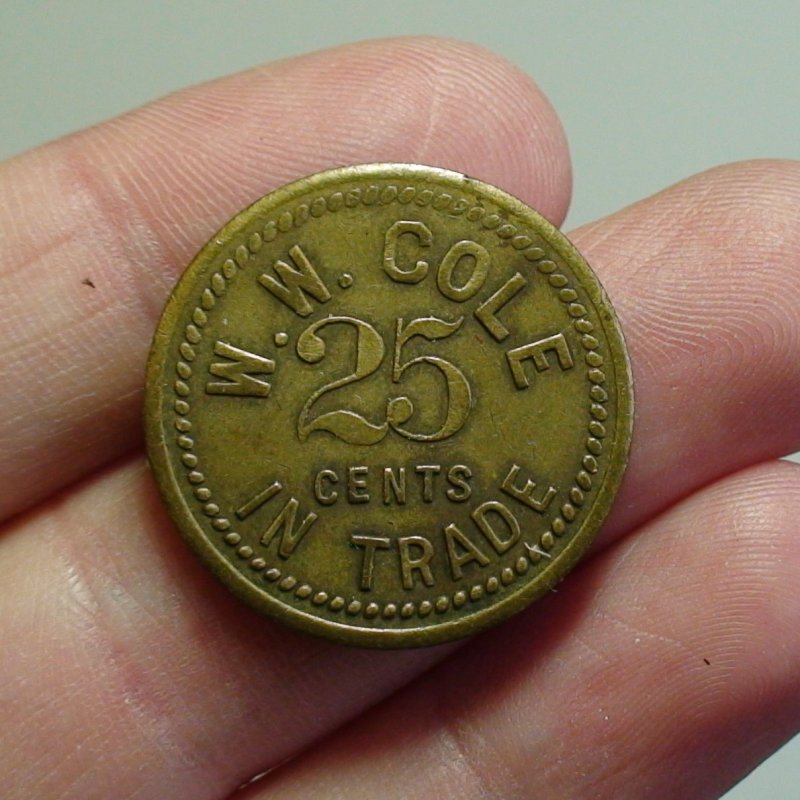 W. W. COLE
25
CENTS
IN TRADE